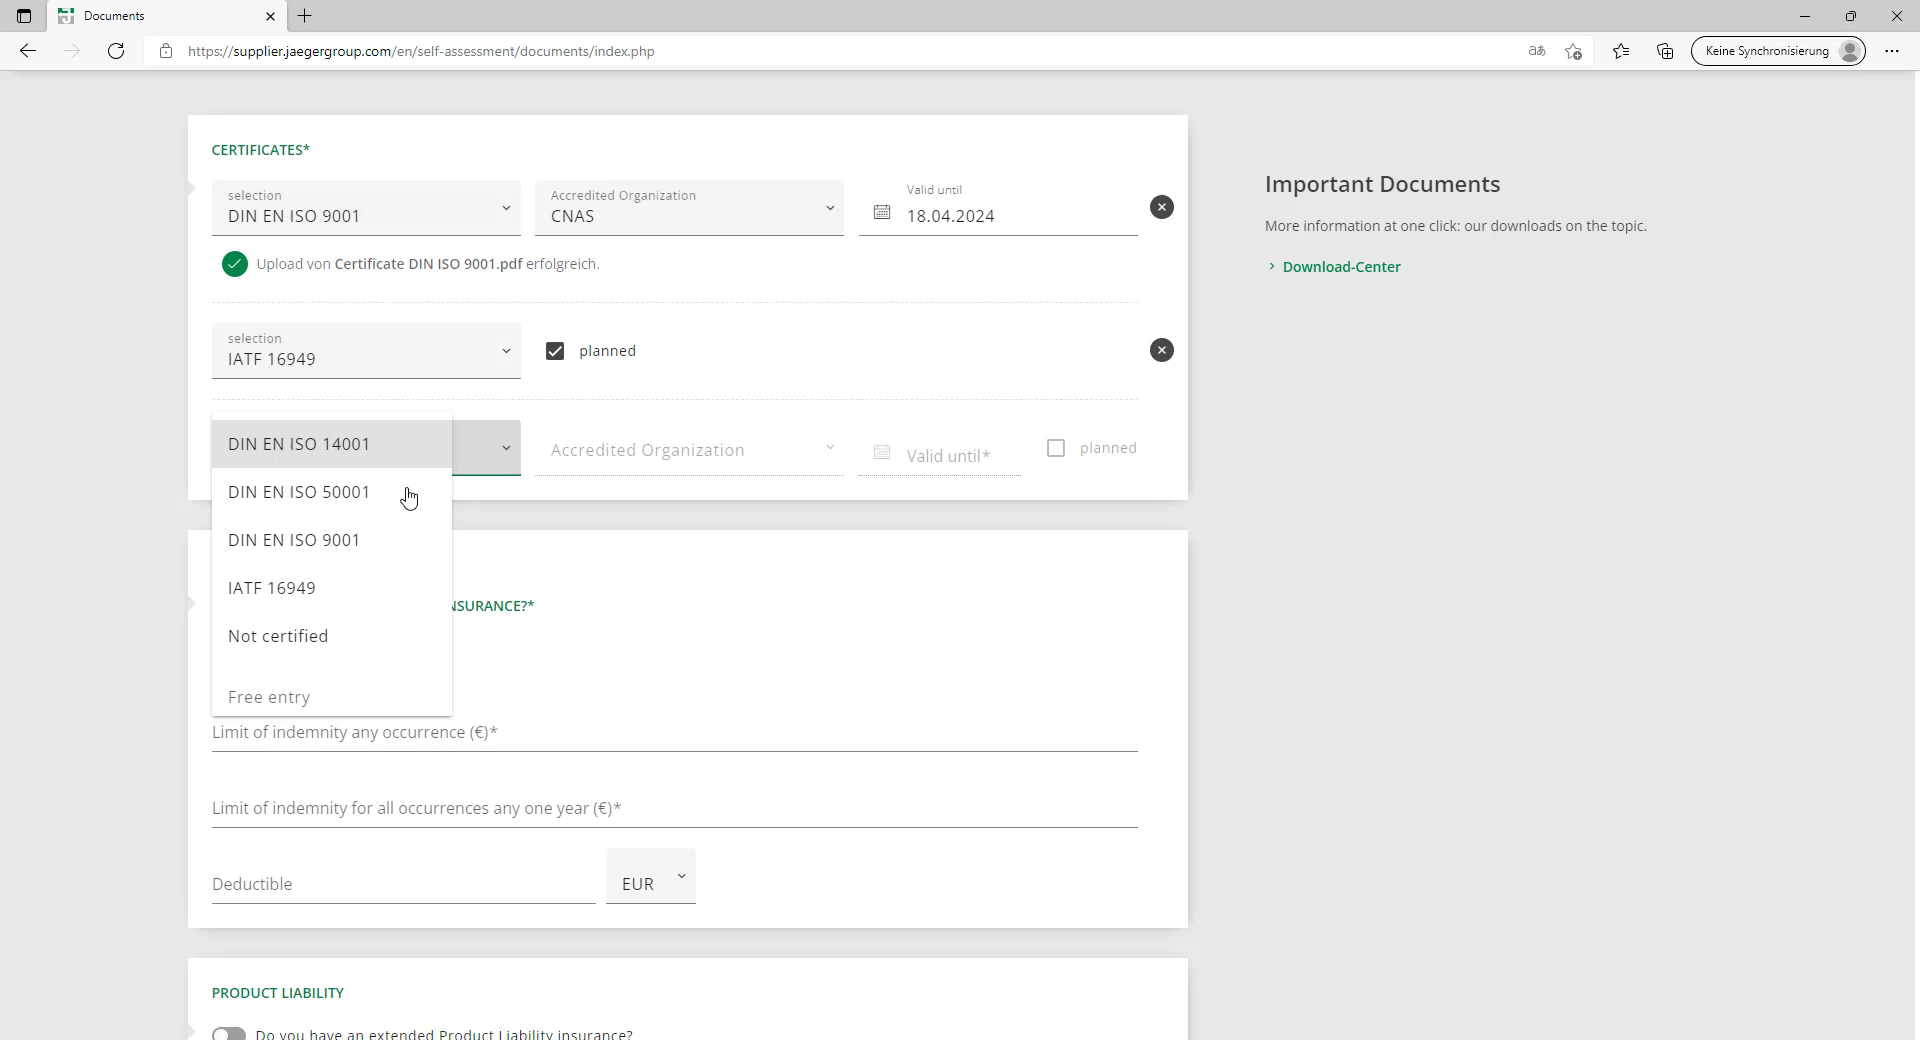 Documents
https://supplier.jaegergroup.com/en/self-assessment/documents/index.php
aあ
Keine Synchronisierung
CERTIFICATES*
selection
DIN EN ISO 9001
Accredited Organization
CNAS
Valid until
18.04.2024
Upload von Certificate DIN ISO 9001.pdf erfolgreich.
selection
IATF 16949
planned
DIN EN ISO 14001
Accredited Organization
Valid until*
planned
DIN EN ISO 50001
DIN EN ISO 9001
IATF 16949
NSURANCE?*
Not certified
Free entry
Limit of indemnity any occurrence (€)*
Limit of indemnity for all occurrences any one year (€)*
Deductible
EUR
PRODUCT LIABILITY
Do you have an extended Product Liability insurance?
Important Documents
More information at one click: our downloads on the topic.
Download-Center